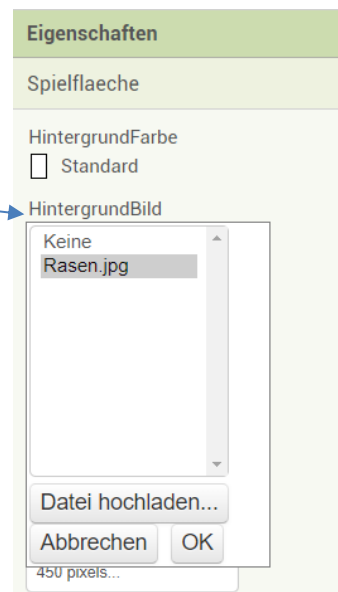 Eigenschaften
Spielflaeche
HintergrundFarbe
Standard
HintergrundBild
Keine
Rasen.jpg
Datei hochladen...
Abbrechen OK
450 pixels...